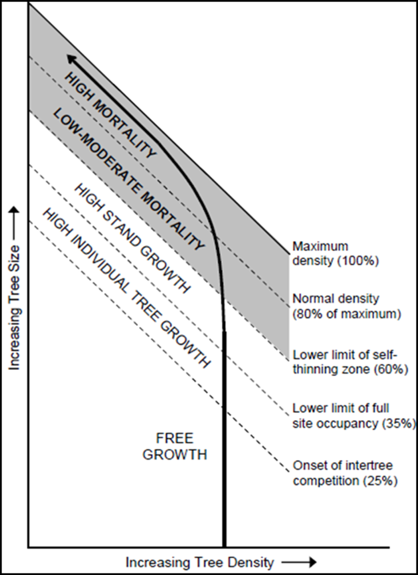 HIGH MORTALITY
LOW-MODERATE MORTALITY
HIGH STAND GROWTH
HIGH INDIVIDUAL TREE GROWTH
FREE
GROWTH
Maximum
density (100%)
Normal density
(80% of maximum)
Lower limit of self-
thinning zone (60%)
Lower limit of full
site occupancy (35%)
Onset of intertree
competition (25%)
Increasing Tree Size
Increasing Tree Density